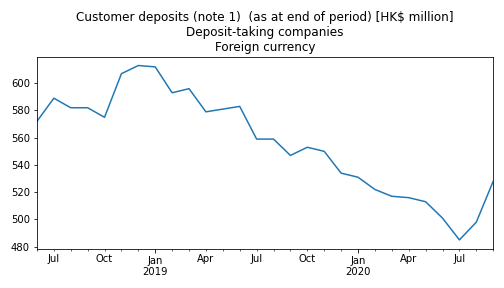 Customer deposits (note 1)  (as at end of period) [HK$ million]
Deposit-taking companies
Foreign currency
600
580
560
540
520
500
480
Jul Oct Jan Apr Jul Oct Jan Apr Jul
2019 2020